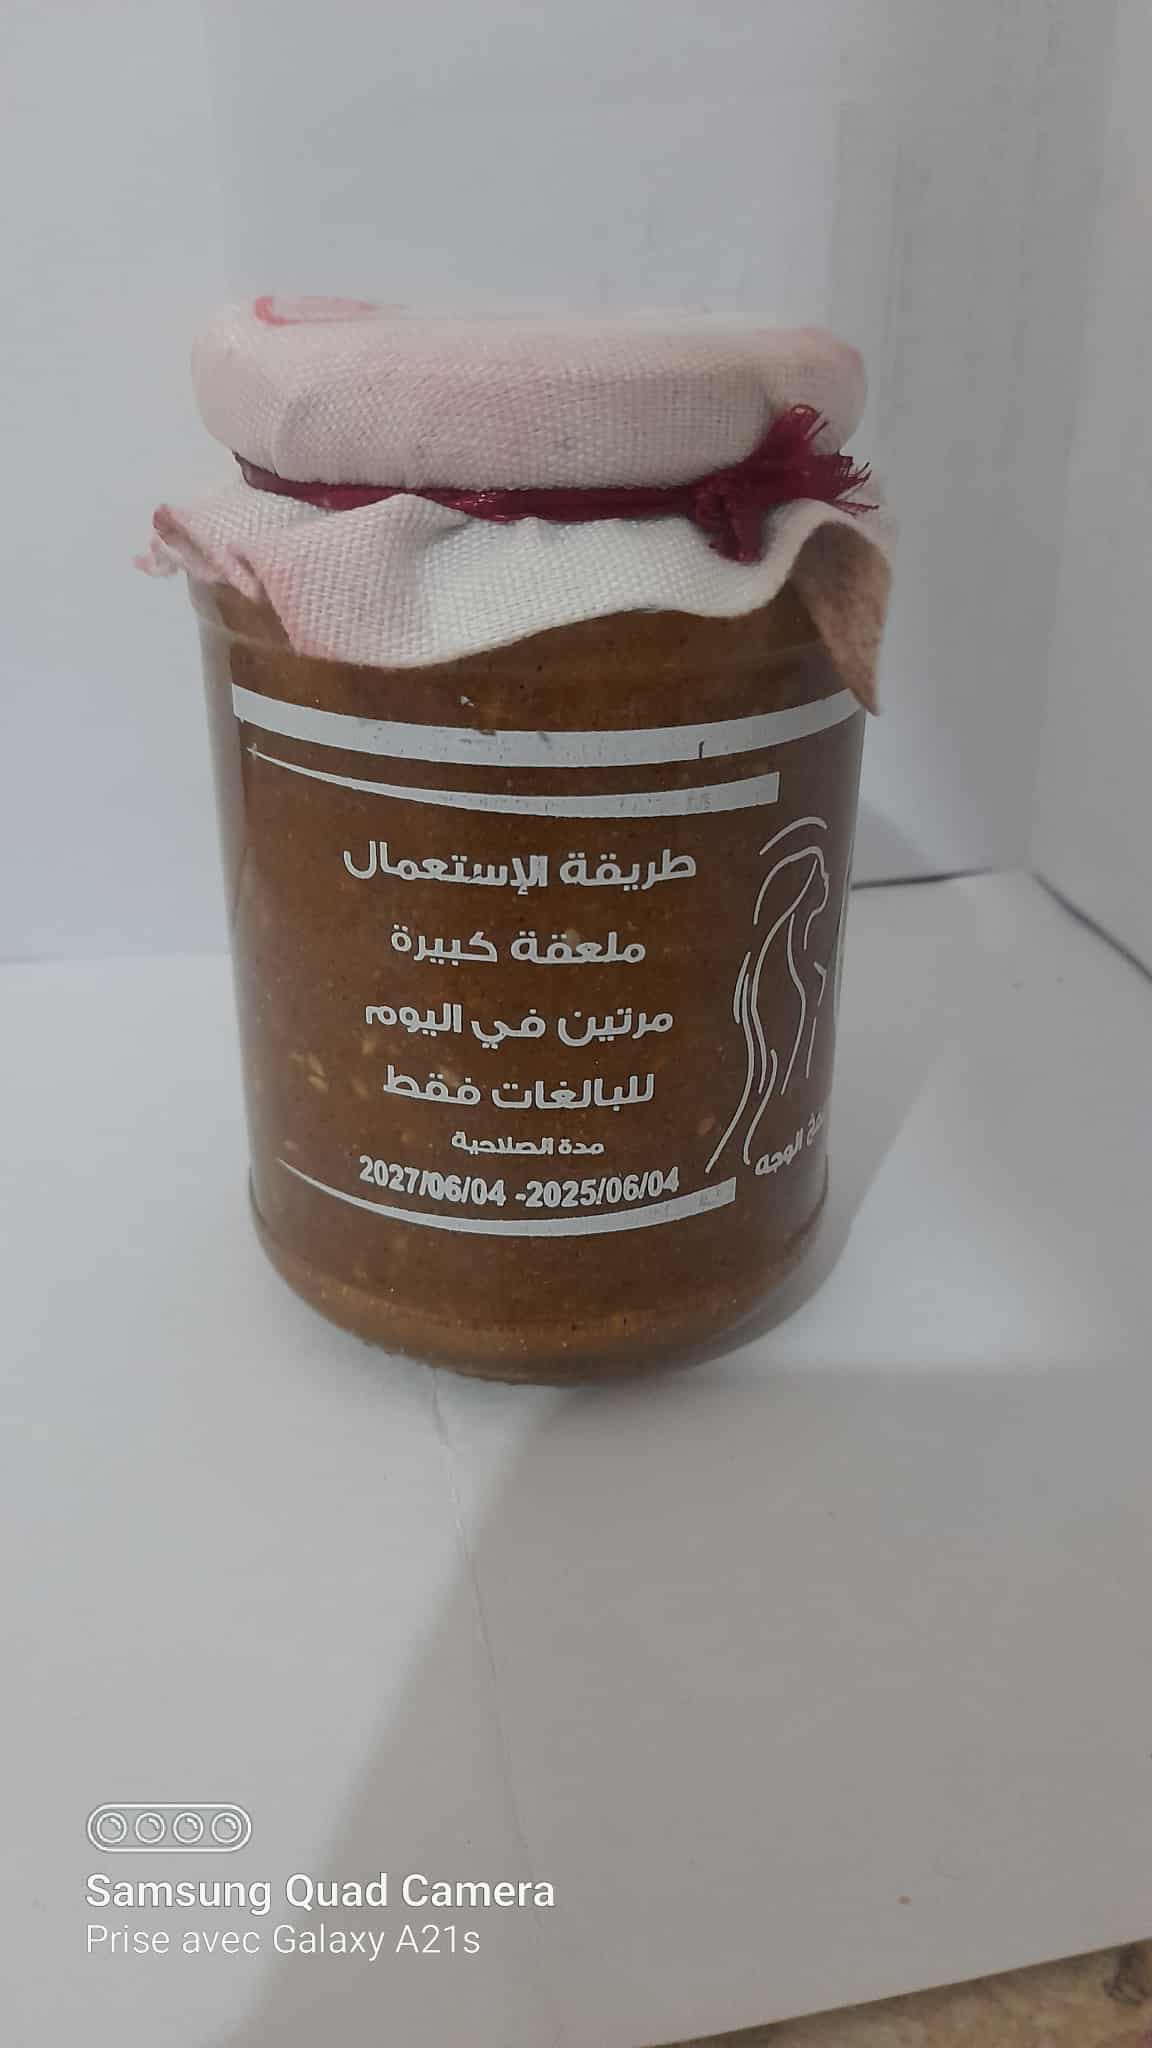 طريقة الإستعمال
ملعقة كبيرة
مرتين في اليوم
للبالغات فقط
مدة الصلاحية
2027/06/04 -2025/06/04
الوجه
Samsung Quad Camera
Prise avec Galaxy A21s